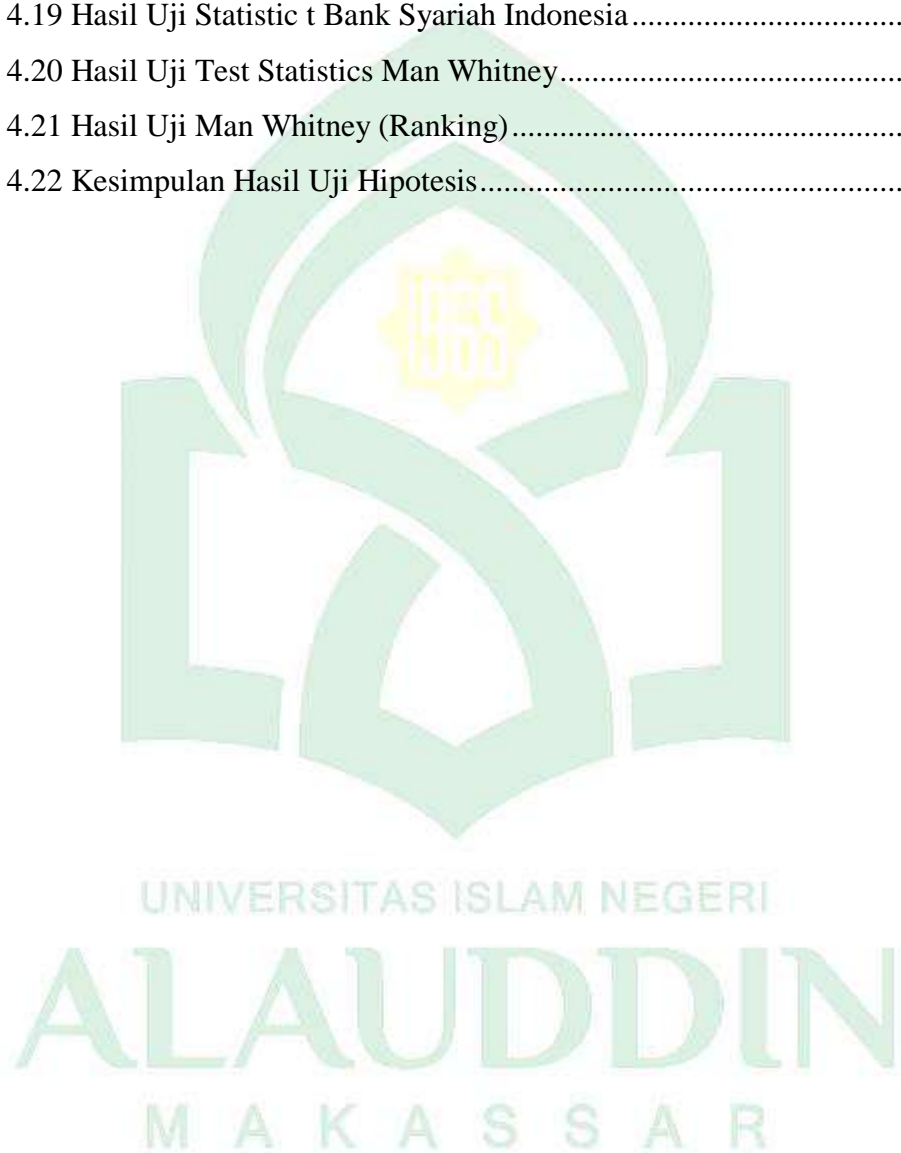 4.19 Hasil Uji Statistic t Bank Syariah Indonesia................................
4.20 Hasil Uji Test Statistics Man Whitney.........................................
4.21 Hasil Uji Man Whitney (Ranking)...............................................
4.22 Kesimpulan Hasil Uji Hipotesis..................................................
UNIVERSITAS ISLAM NEGERI
ALAUDDIN
MAKASSAR